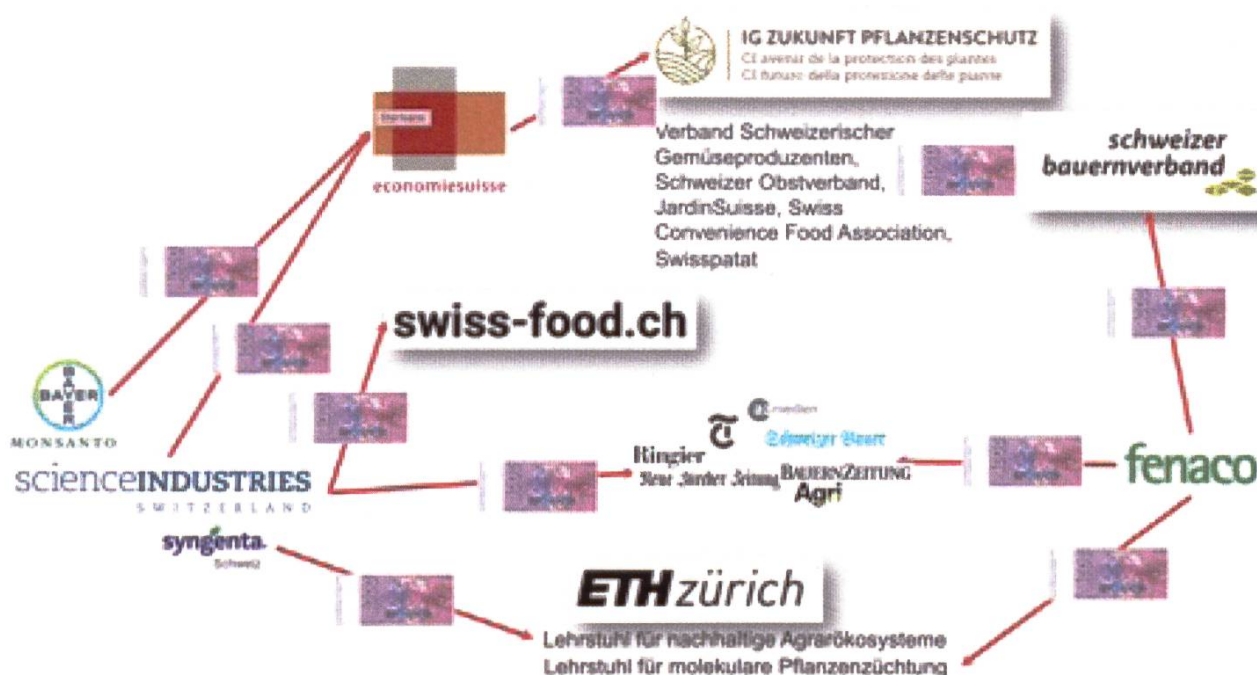 IG ZUKUNFT PFLANZENSCHUTZ
CI avenir de la protection des plantes
CI futuro della protezione delle piante
economiesuisse
Verband Schweizerischer
Gemüseproduzenten,
Schweizer Obstverband,
JardinSuisse, Swiss
Convenience Food Association,
Swisspatat
schweizer
bauernverband
swiss-food.ch
BAYER
BAYER
MONSANTO
scienceINDUSTRIES
SWITZERLAND
syngenta
Schweiz
medien
Schweizer Bauer
Ringier
Neue Zürcher Zeitung
BAUERNZEITUNG
Agri
fenaco
ETH zürich
Lehrstuhl für nachhaltige Agrarökosysteme
Lehrstuhl für molekulare Pflanzenzüchtung